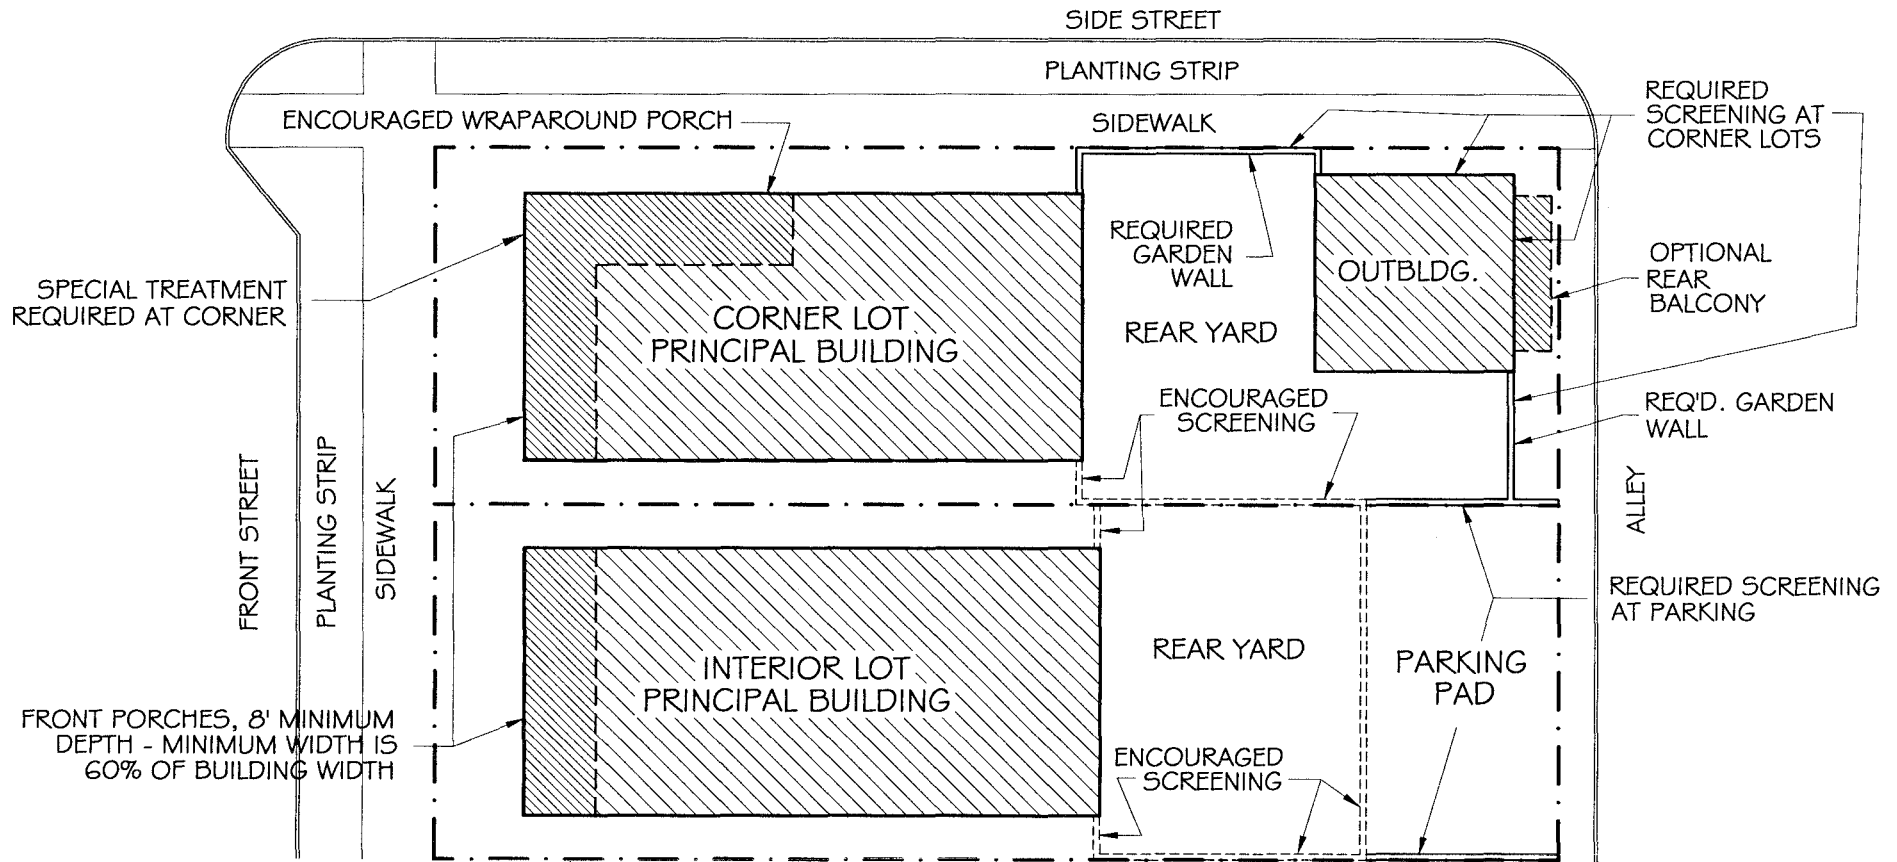 SIDE STREET
PLANTING STRIP
REQUIRED
SCREENING AT
CORNER LOTS
ENCOURAGED WRAPAROUND PORCH
SIDEWALK
REQUIRED
GARDEN
WALL
OUTBLDG.
OPTIONAL
REAR
BALCONY
SPECIAL TREATMENT
REQUIRED AT CORNER
CORNER LOT
PRINCIPAL BUILDING
REAR YARD
ENCOURAGED
SCREENING
REQ'D. GARDEN
WALL
FRONT STREET
PLANTING STRIP
SIDEWALK
ALLEY
REQUIRED SCREENING
AT PARKING
INTERIOR LOT
PRINCIPAL BUILDING
REAR YARD
PARKING
PAD
FRONT PORCHES, 8' MINIMUM
DEPTH - MINIMUM WIDTH IS
60% OF BUILDING WIDTH
ENCOURAGED
SCREENING